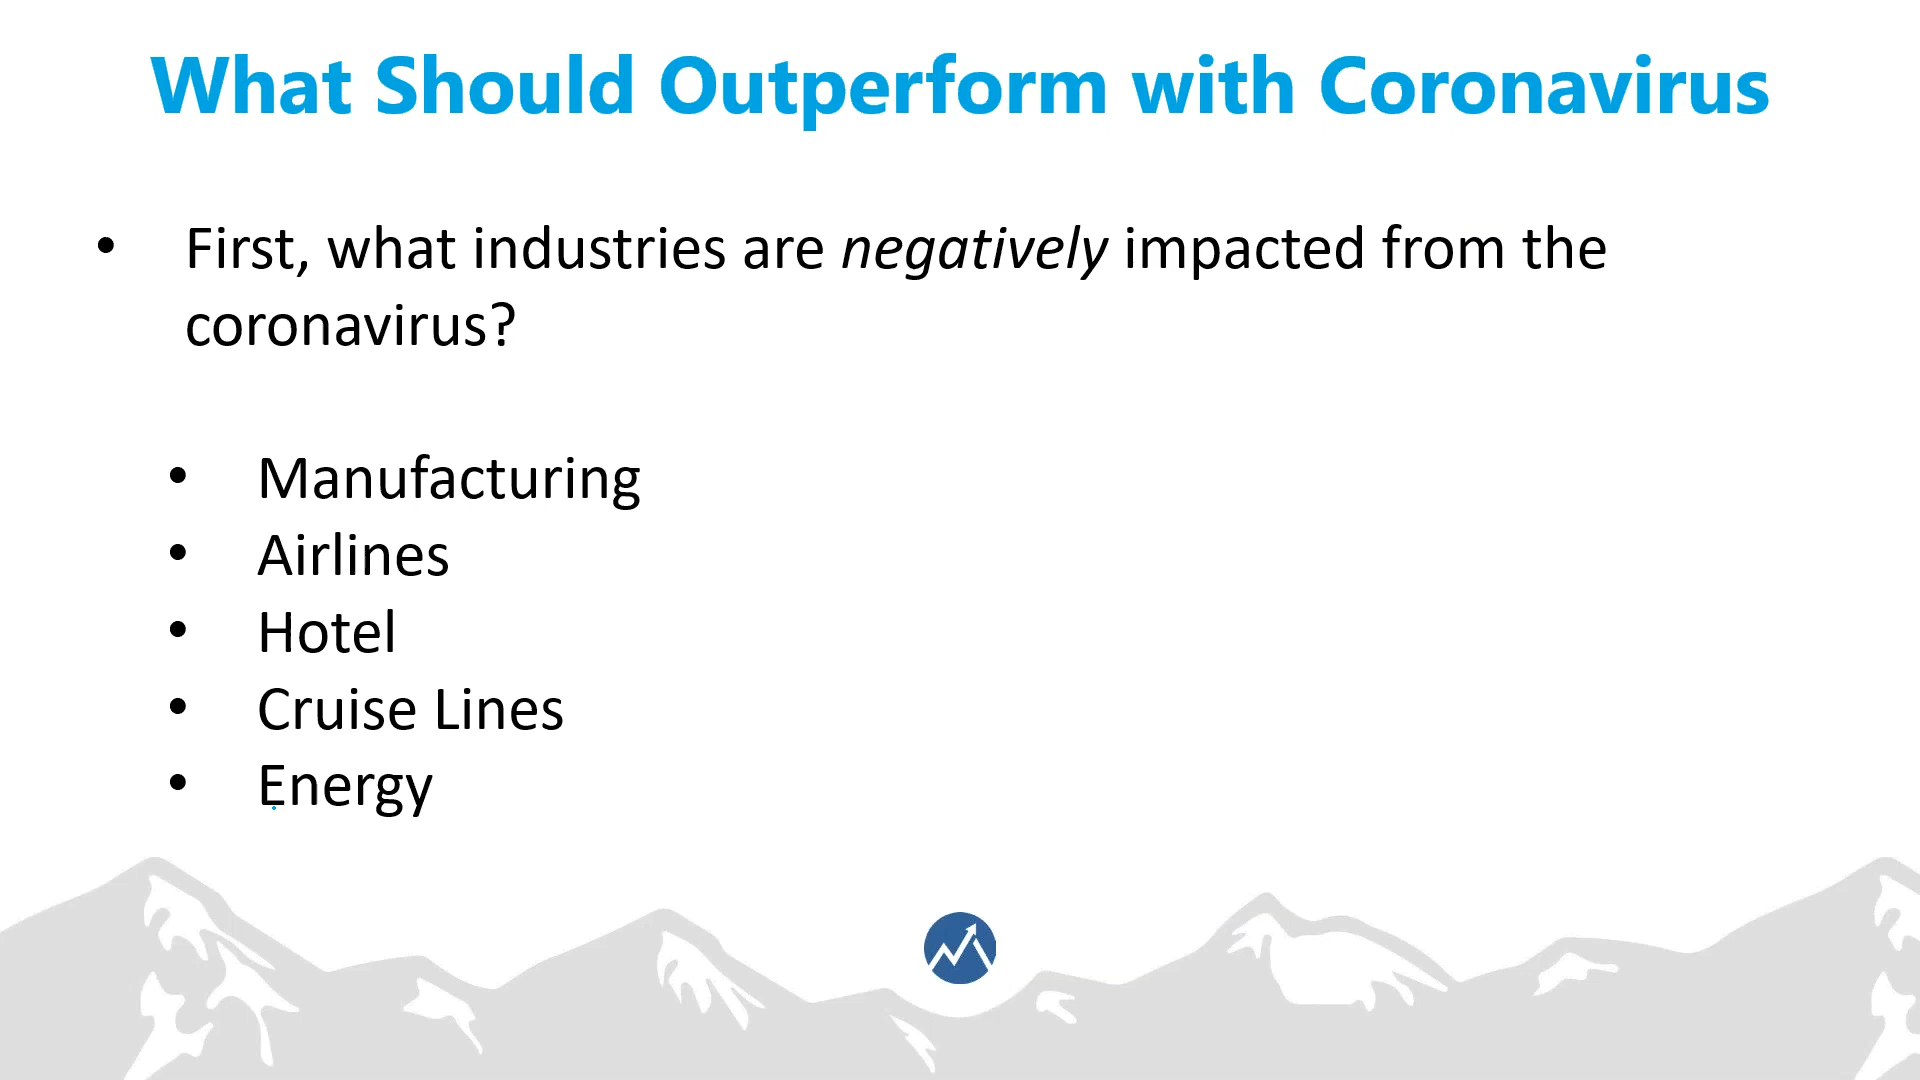 What Should Outperform with Coronavirus
• First, what industries are negatively impacted from the
coronavirus?
• Manufacturing
• Airlines
• Hotel
• Cruise Lines
• Energy